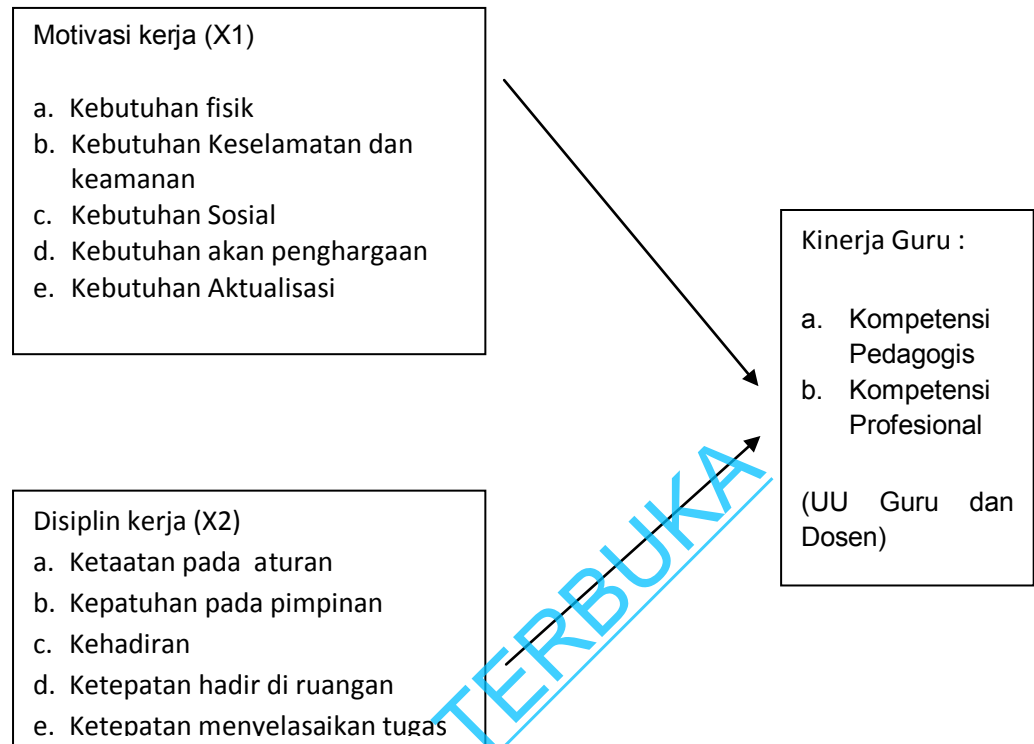 Motivasi kerja (X1)
a. Kebutuhan fisik
b. Kebutuhan Keselamatan dan
keamanan
c. Kebutuhan Sosial
d. Kebutuhan akan penghargaan
e. Kebutuhan Aktualisasi
Kinerja Guru :
a. Kompetensi
Pedagogis
b. Kompetensi
Profesional
(UU Guru dan
Dosen)
Disiplin kerja (X2)
a. Ketaatan pada aturan
b. Kepatuhan pada pimpinan
c. Kehadiran
d. Ketepatan hadir di ruangan
e. Ketepatan menyelasaikan tugas
TERBUKA